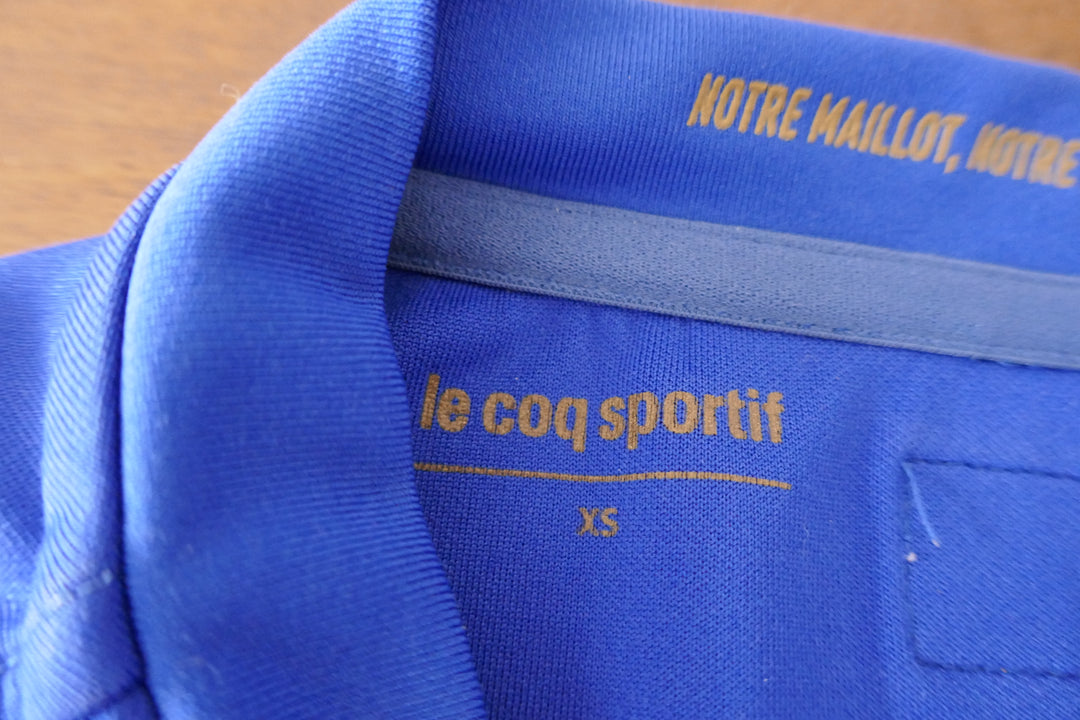 NOTRE MAILLOT, NOTRE
le coq sportif
XS